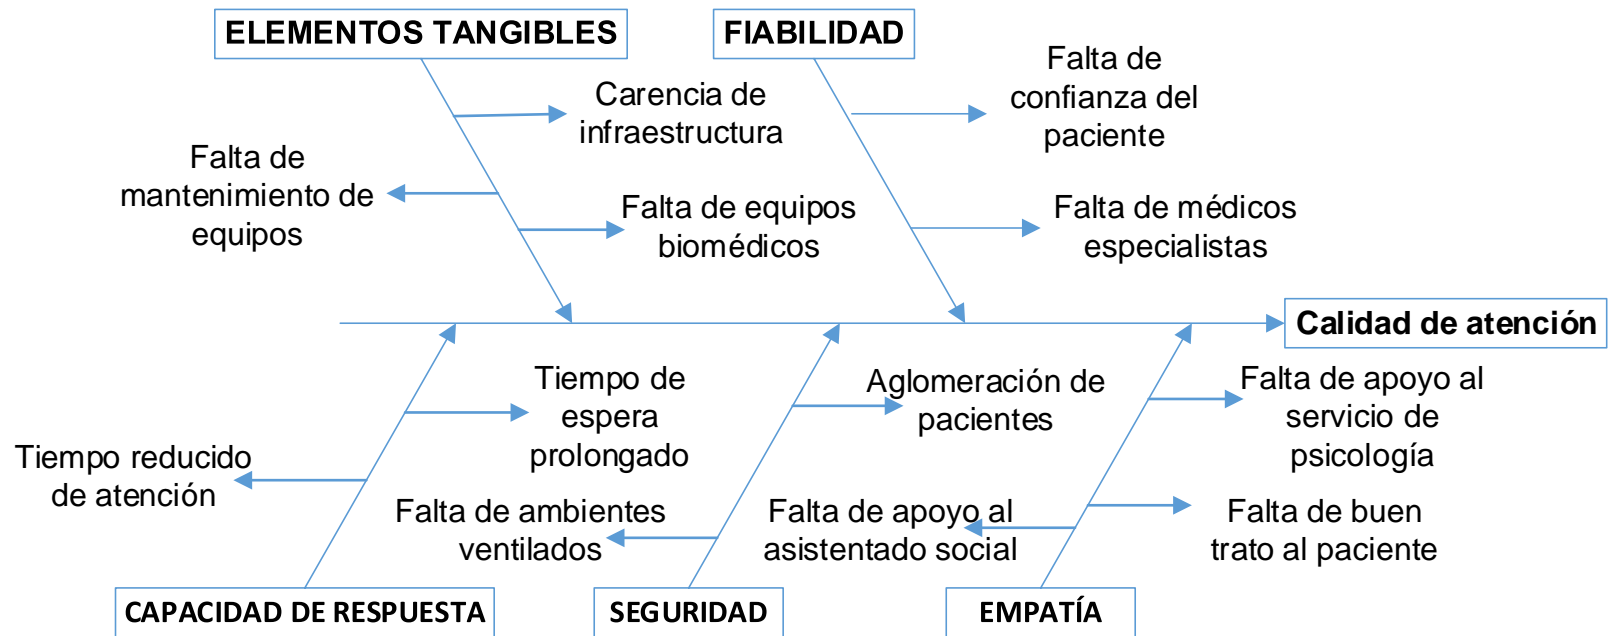 ELEMENTOS TANGIBLES
FIABILIDAD
Carencia de
infraestructura
Falta de
mantenimiento de
equipos
Falta de equipos
biomédicos
Falta de
confianza del
paciente
Falta de médicos
especialistas
Calidad de atención
Tiempo de
espera
prolongado
Tiempo reducido
de atención
Aglomeración de
pacientes
Falta de ambientes
ventilados
Falta de apoyo al
servicio de
psicología
Falta de apoyo al
asistentado social
Falta de buen
trato al paciente
CAPACIDAD DE RESPUESTA
SEGURIDAD
EMPATÍA